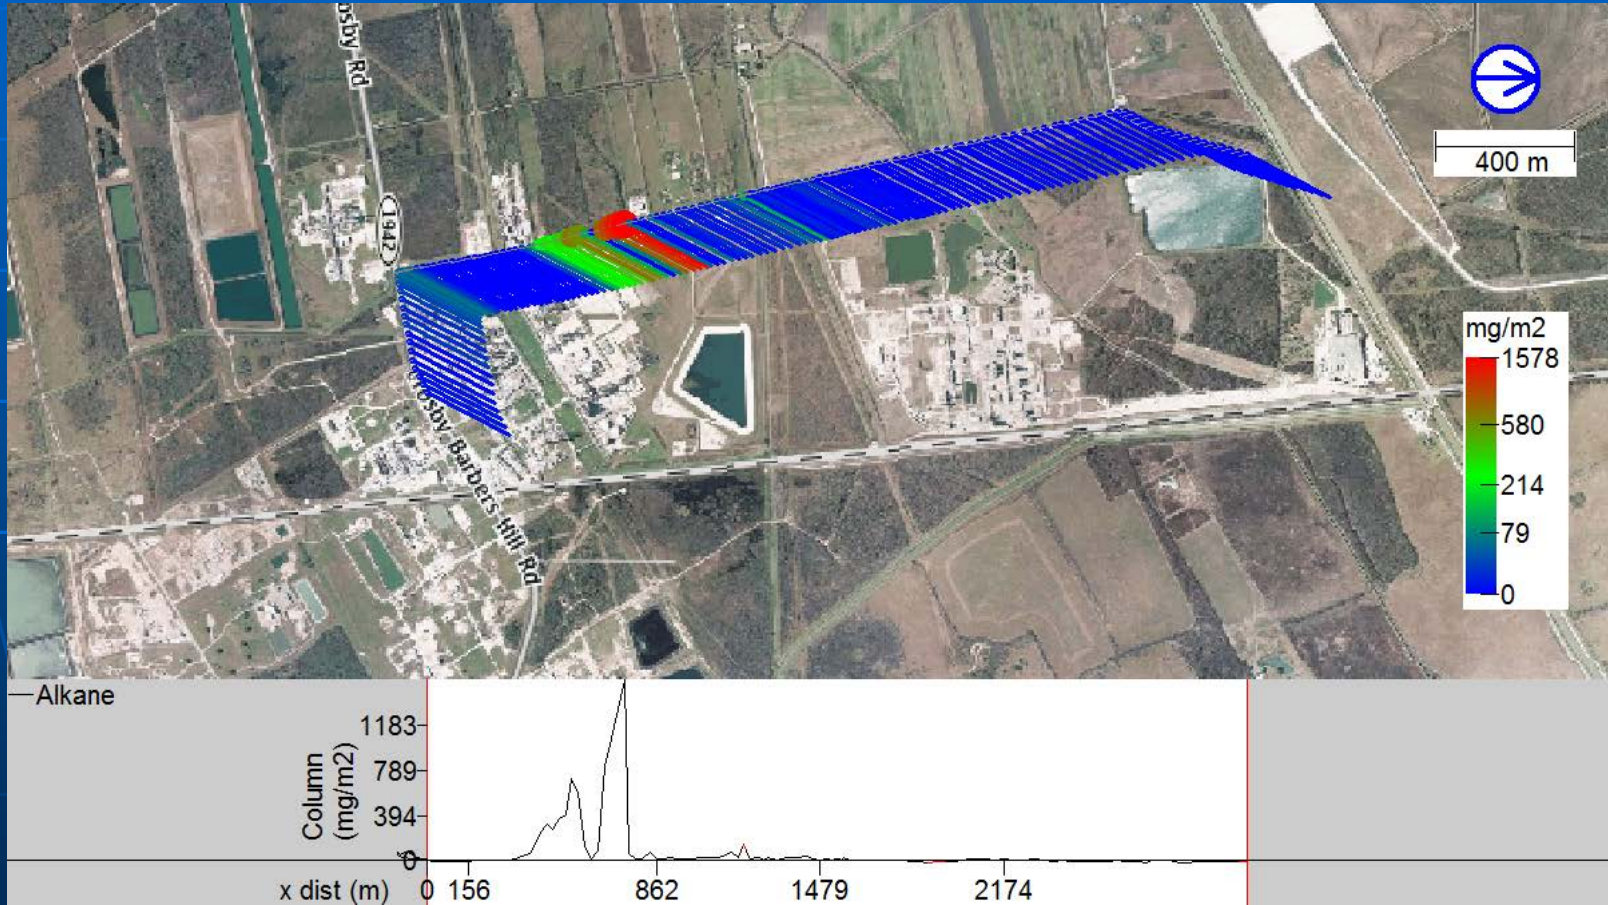 osby Rd
1942
osby Barbers Hill Rd
400 m
mg/m2
1578
580
214
79
0
Alkane
Column
(mg/m2)
1183
789
394
0
x dist (m)
0 156 862 1479 2174